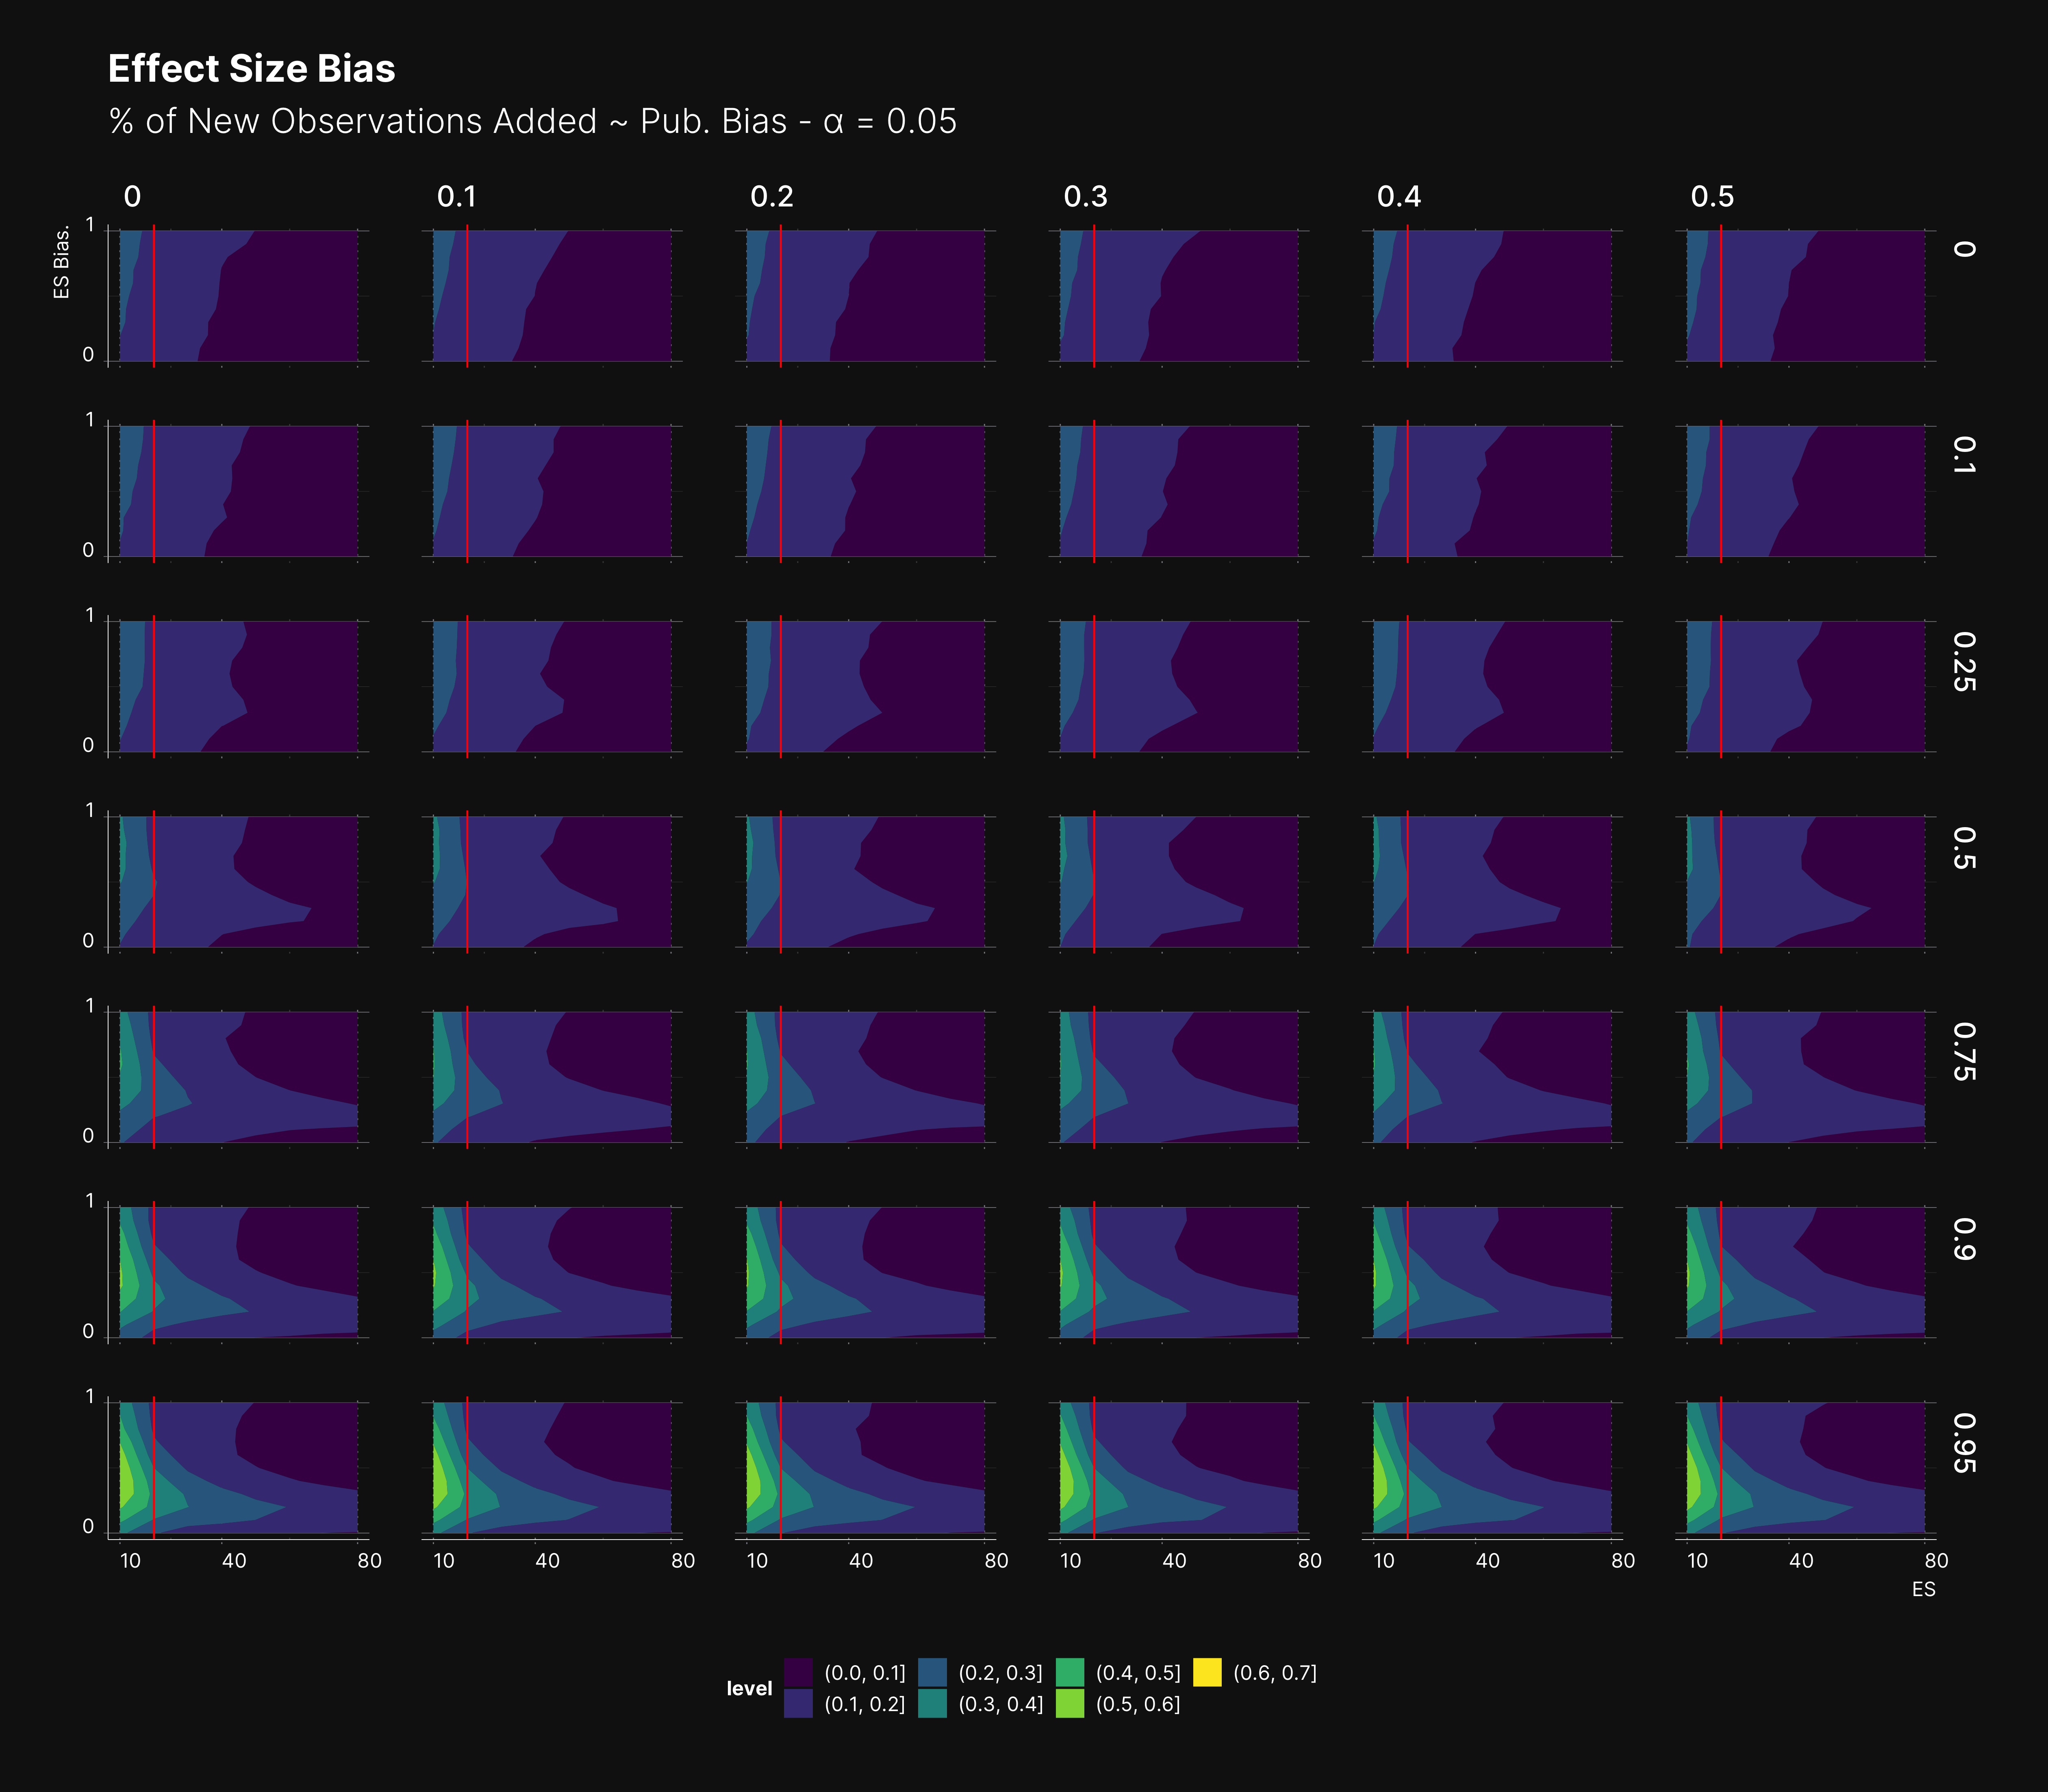 Effect Size Bias
% of New Observations Added ~ Pub. Bias - α = 0.05
0 0.1 0.2 0.3 0.4 0.5
ES Bias.
1
0
0
1
0
0.1
1
0
0.25
1
0
0.5
1
0
0.75
1
0
0.9
1
0
0.95
10 40 80 10 40 80 10 40 80 10 40 80 10 40 80 10 40 80
ES
level
(0.0, 0.1] (0.2, 0.3] (0.4, 0.5] (0.6, 0.7]
(0.1, 0.2] (0.3, 0.4] (0.5, 0.6]